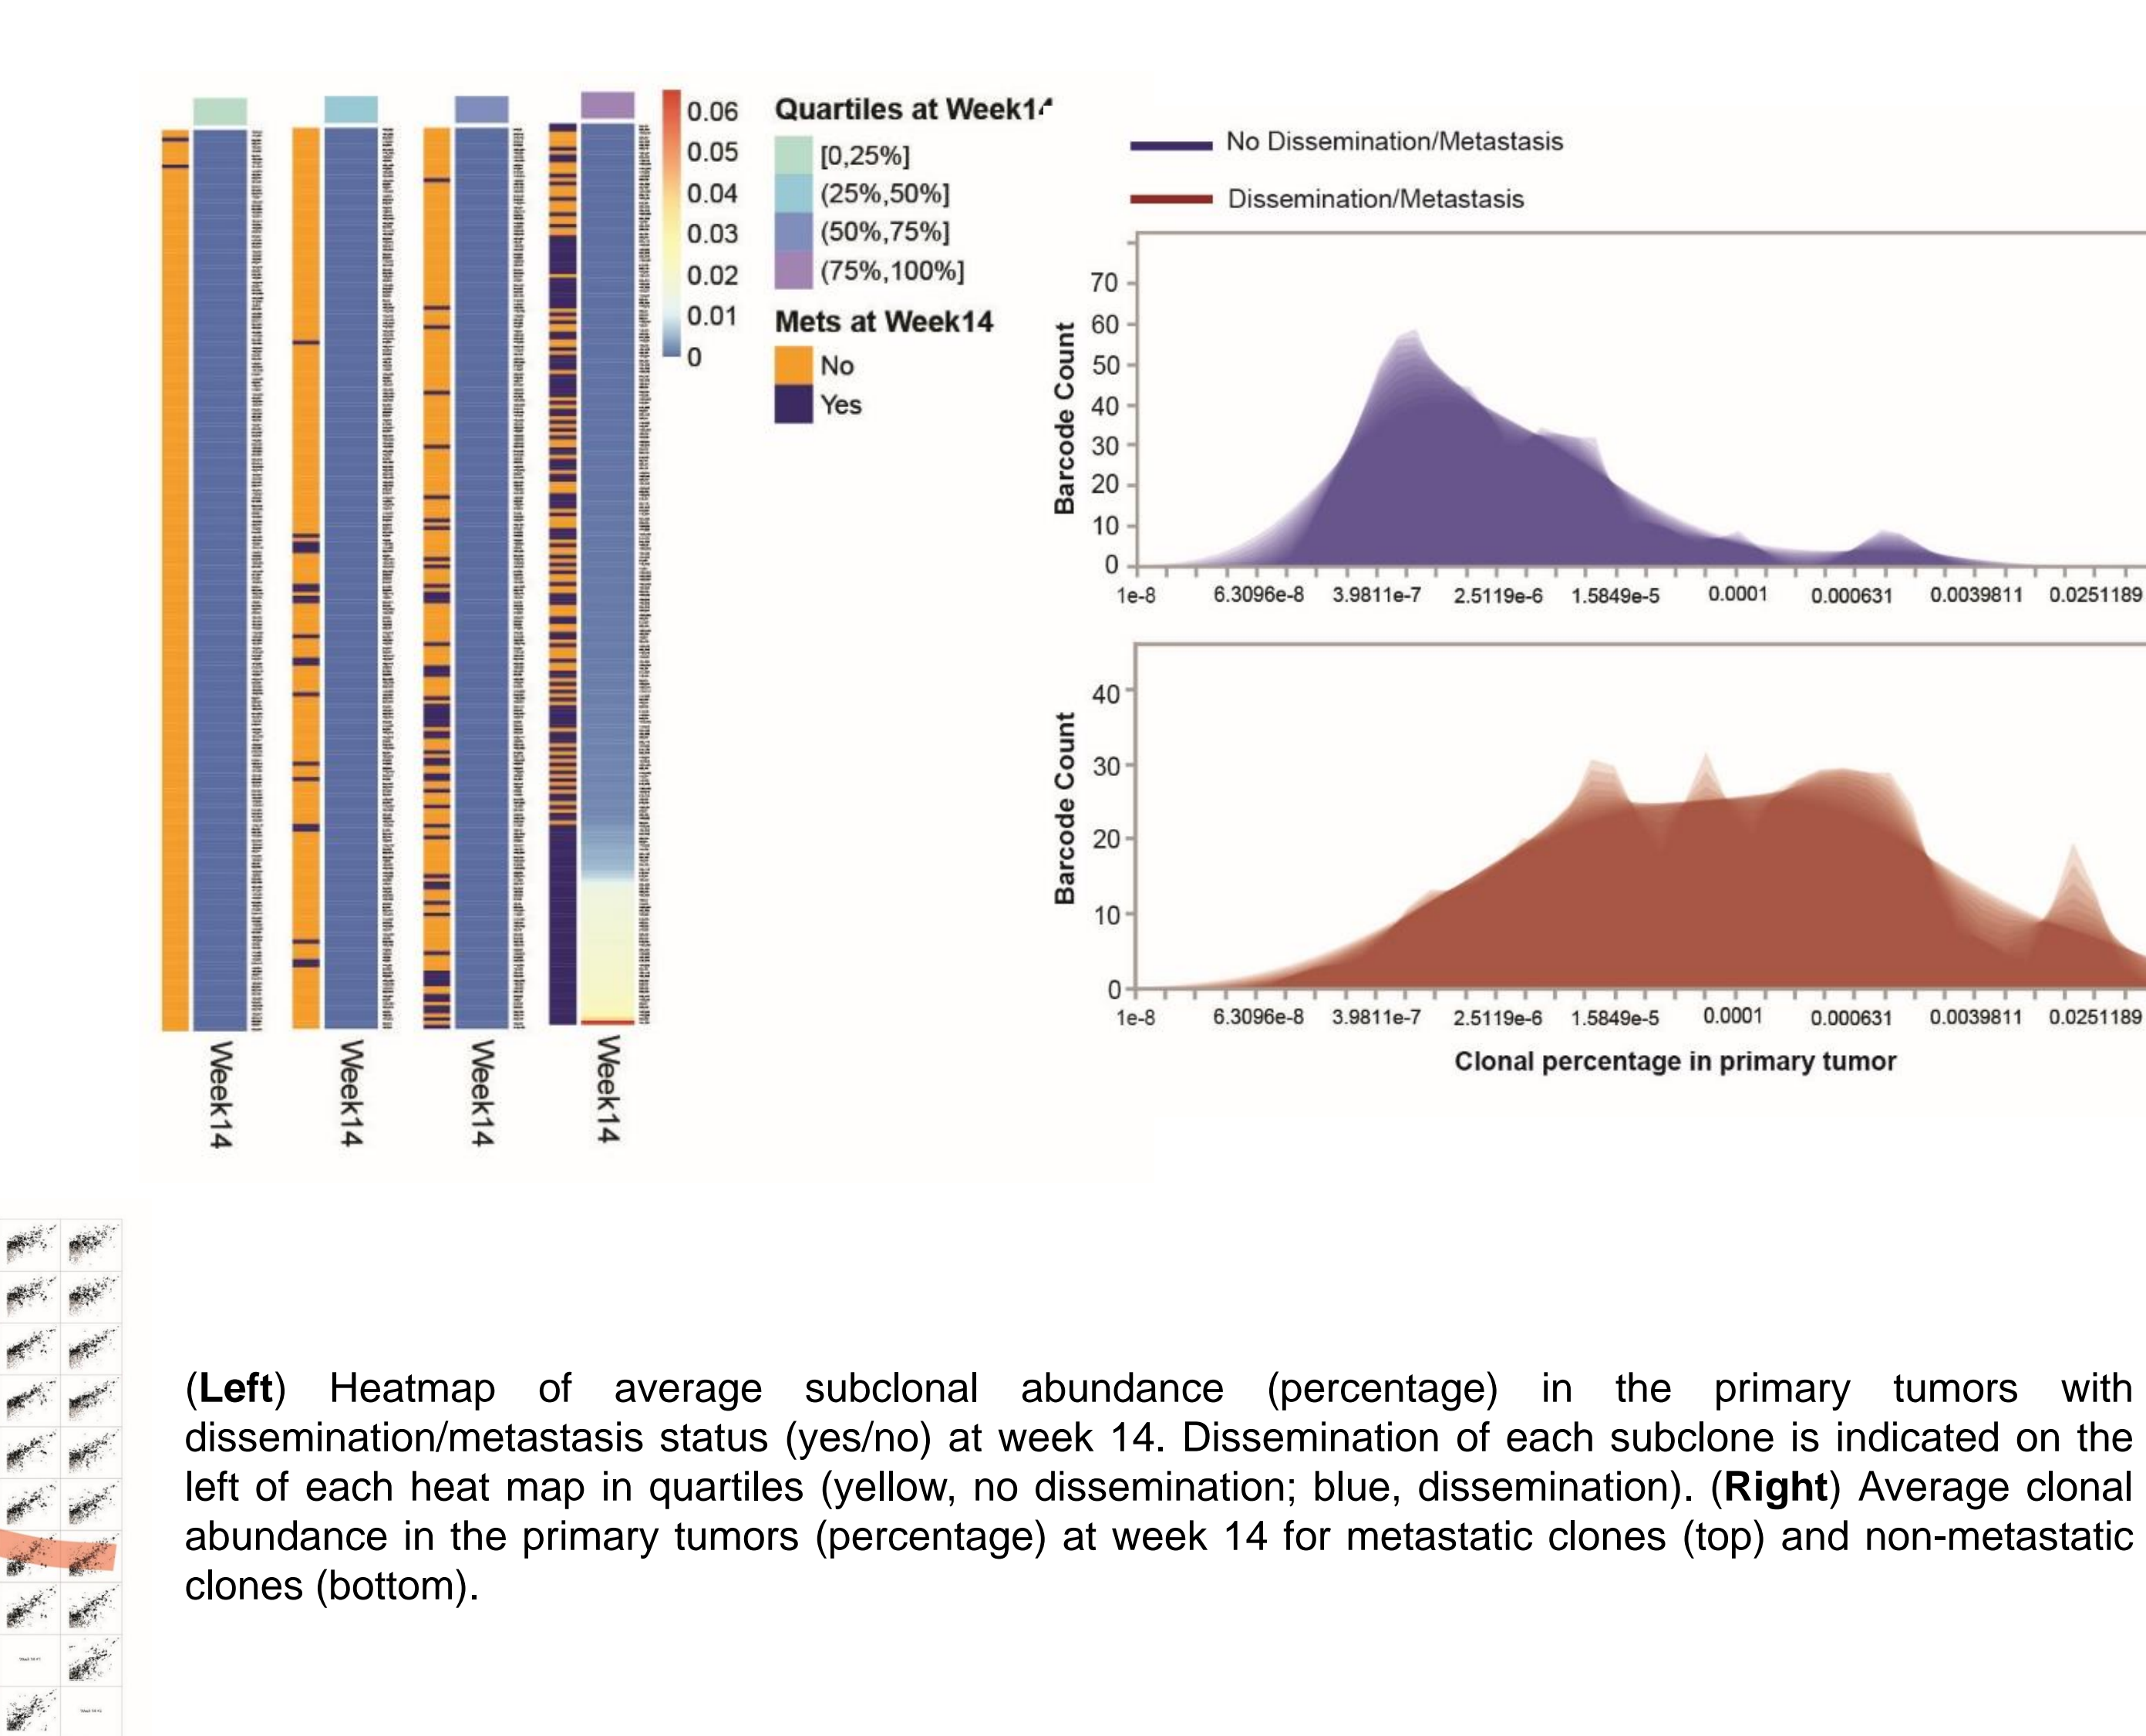 0.06
0.05
0.04
0.03
0.02
0.01
0
Quartiles at Week14
[0,25%]
(25%,50%]
(50%,75%]
(75%,100%]
Mets at Week14
No
Yes
Week14
Week14
Week14
Week14
No Dissemination/Metastasis
Dissemination/Metastasis
Barcode Count
70
60
50
40
30
20
10
0
1e-8 6.3096e-8 3.9811e-7 2.5119e-6 1.5849e-5 0.0001 0.000631 0.0039811 0.0251189
Barcode Count
40
30
20
10
0
1e-8 6.3096e-8 3.9811e-7 2.5119e-6 1.5849e-5 0.0001 0.000631 0.0039811 0.0251189
Clonal percentage in primary tumor
(Left) Heatmap of average subclonal abundance (percentage) in the primary tumors with
dissemination/metastasis status (yes/no) at week 14. Dissemination of each subclone is indicated on the
left of each heat map in quartiles (yellow, no dissemination; blue, dissemination). (Right) Average clonal
abundance in the primary tumors (percentage) at week 14 for metastatic clones (top) and non-metastatic
clones (bottom).